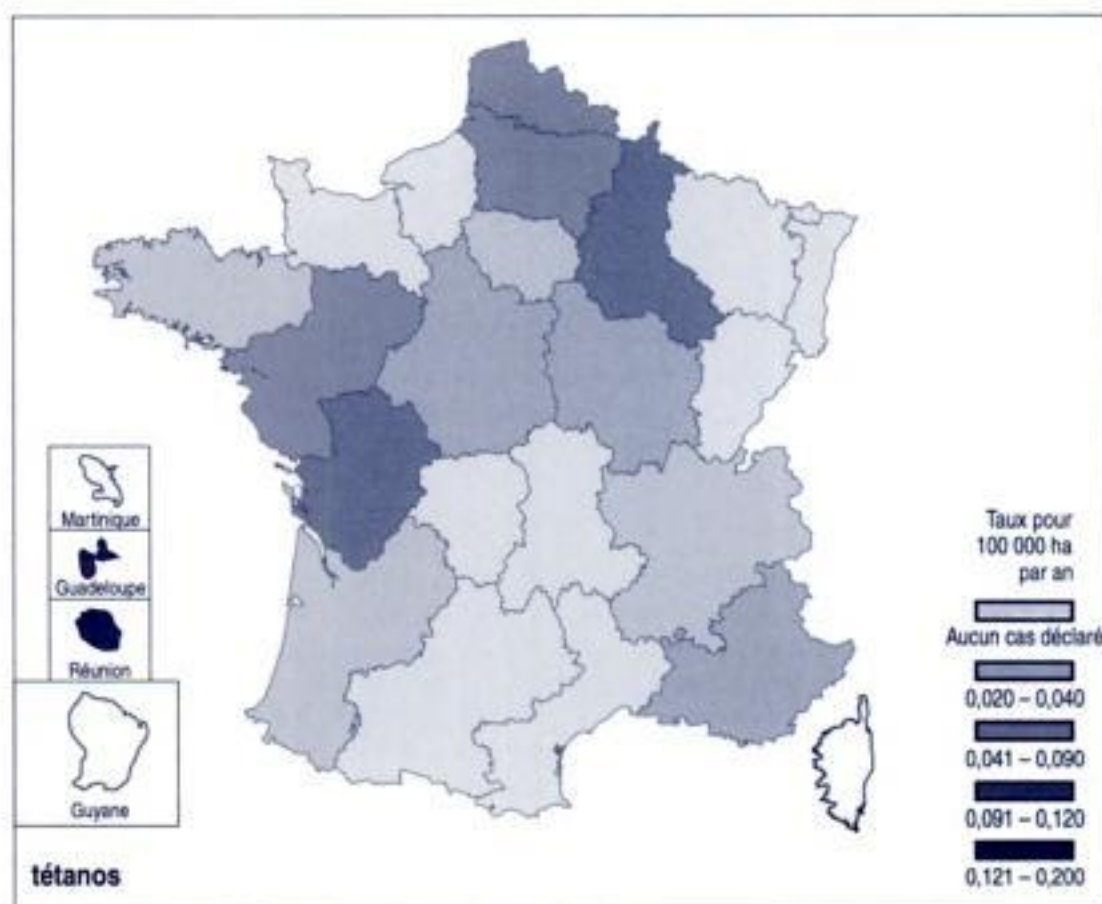 Martinique
Guadeloupe
Réunion
Guyane
tétanos
Taux pour
100 000 ha
par an
Aucun cas déclaré
0,020 – 0,040
0,041 – 0,090
0,091 – 0,120
0,121 – 0,200